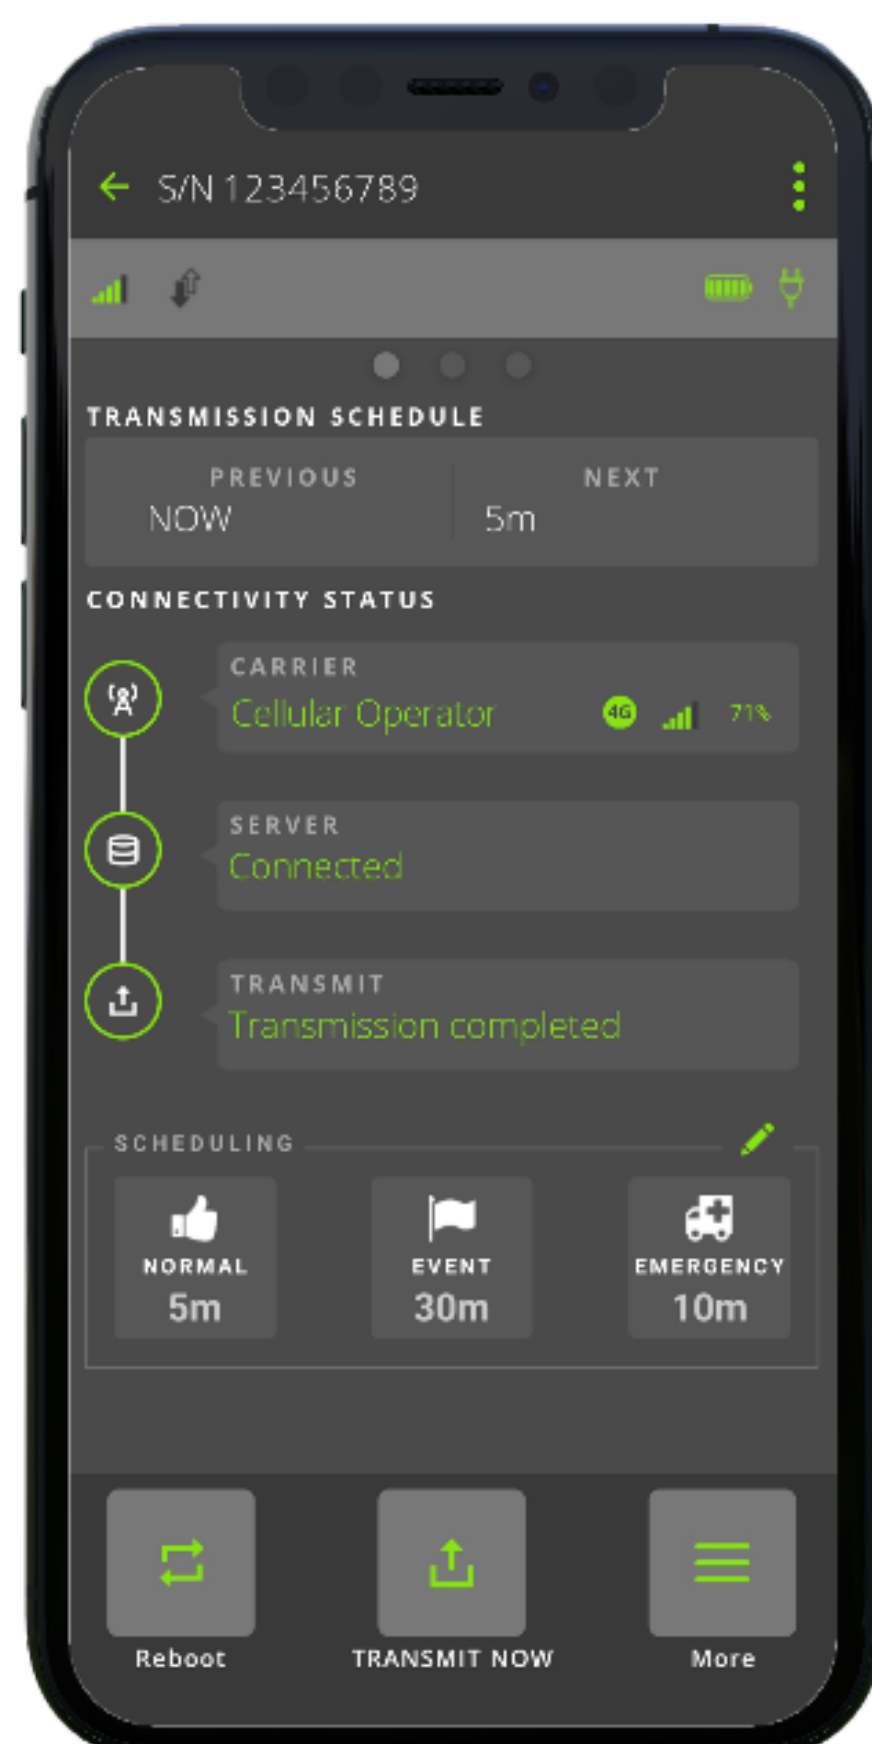 S/N 123456789
TRANSMISSION SCHEDULE
PREVIOUS NEXT
NOW 5m
CONNECTIVITY STATUS
CARRIER
Cellular Operator 4G 71%
SERVER
Connected
TRANSMIT
Transmission completed
SCHEDULING
NORMAL EVENT EMERGENCY
5m 30m 10m
Reboot TRANSMIT NOW More